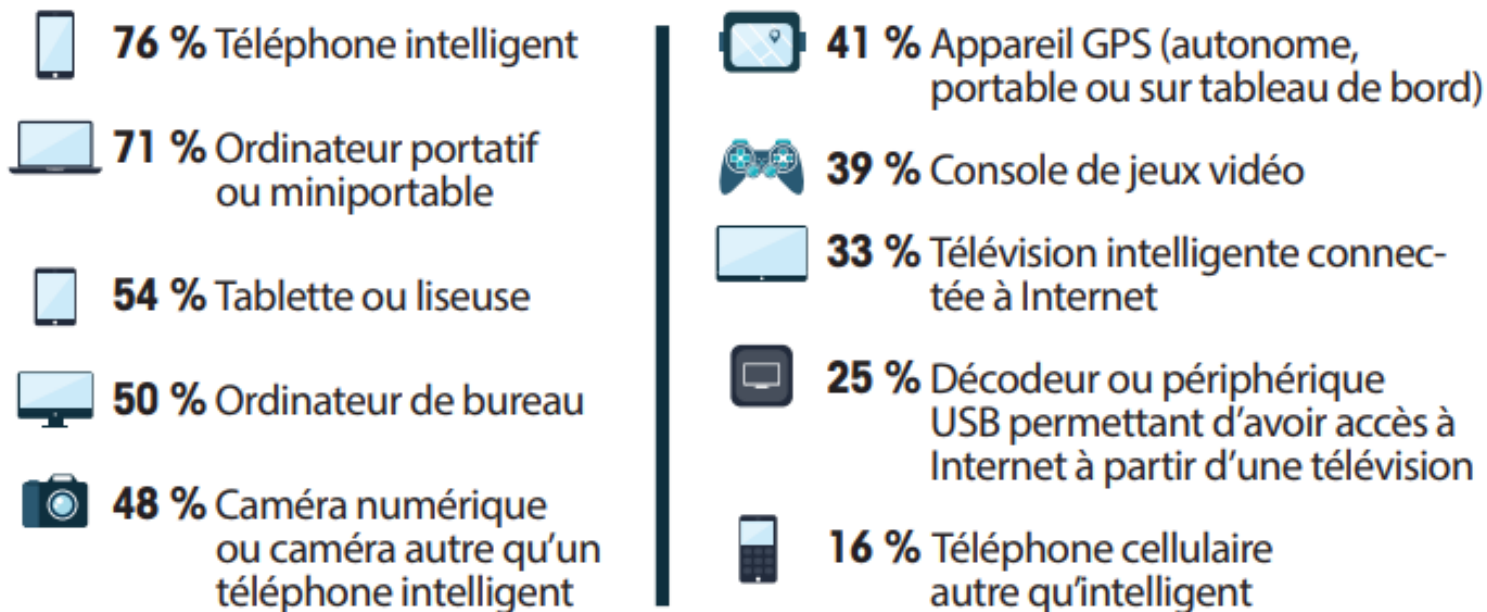 76 % Téléphone intelligent
71 % Ordinateur portatif
ou miniportable
54 % Tablette ou liseuse
50 % Ordinateur de bureau
48 % Caméra numérique
ou caméra autre qu'un
téléphone intelligent
41 % Appareil GPS (autonome,
portable ou sur tableau de bord)
39 % Console de jeux vidéo
33 % Télévision intelligente connec-
tée à Internet
25 % Décodeur ou périphérique
USB permettant d'avoir accès à
Internet à partir d'une télévision
16 % Téléphone cellulaire
autre qu'intelligent